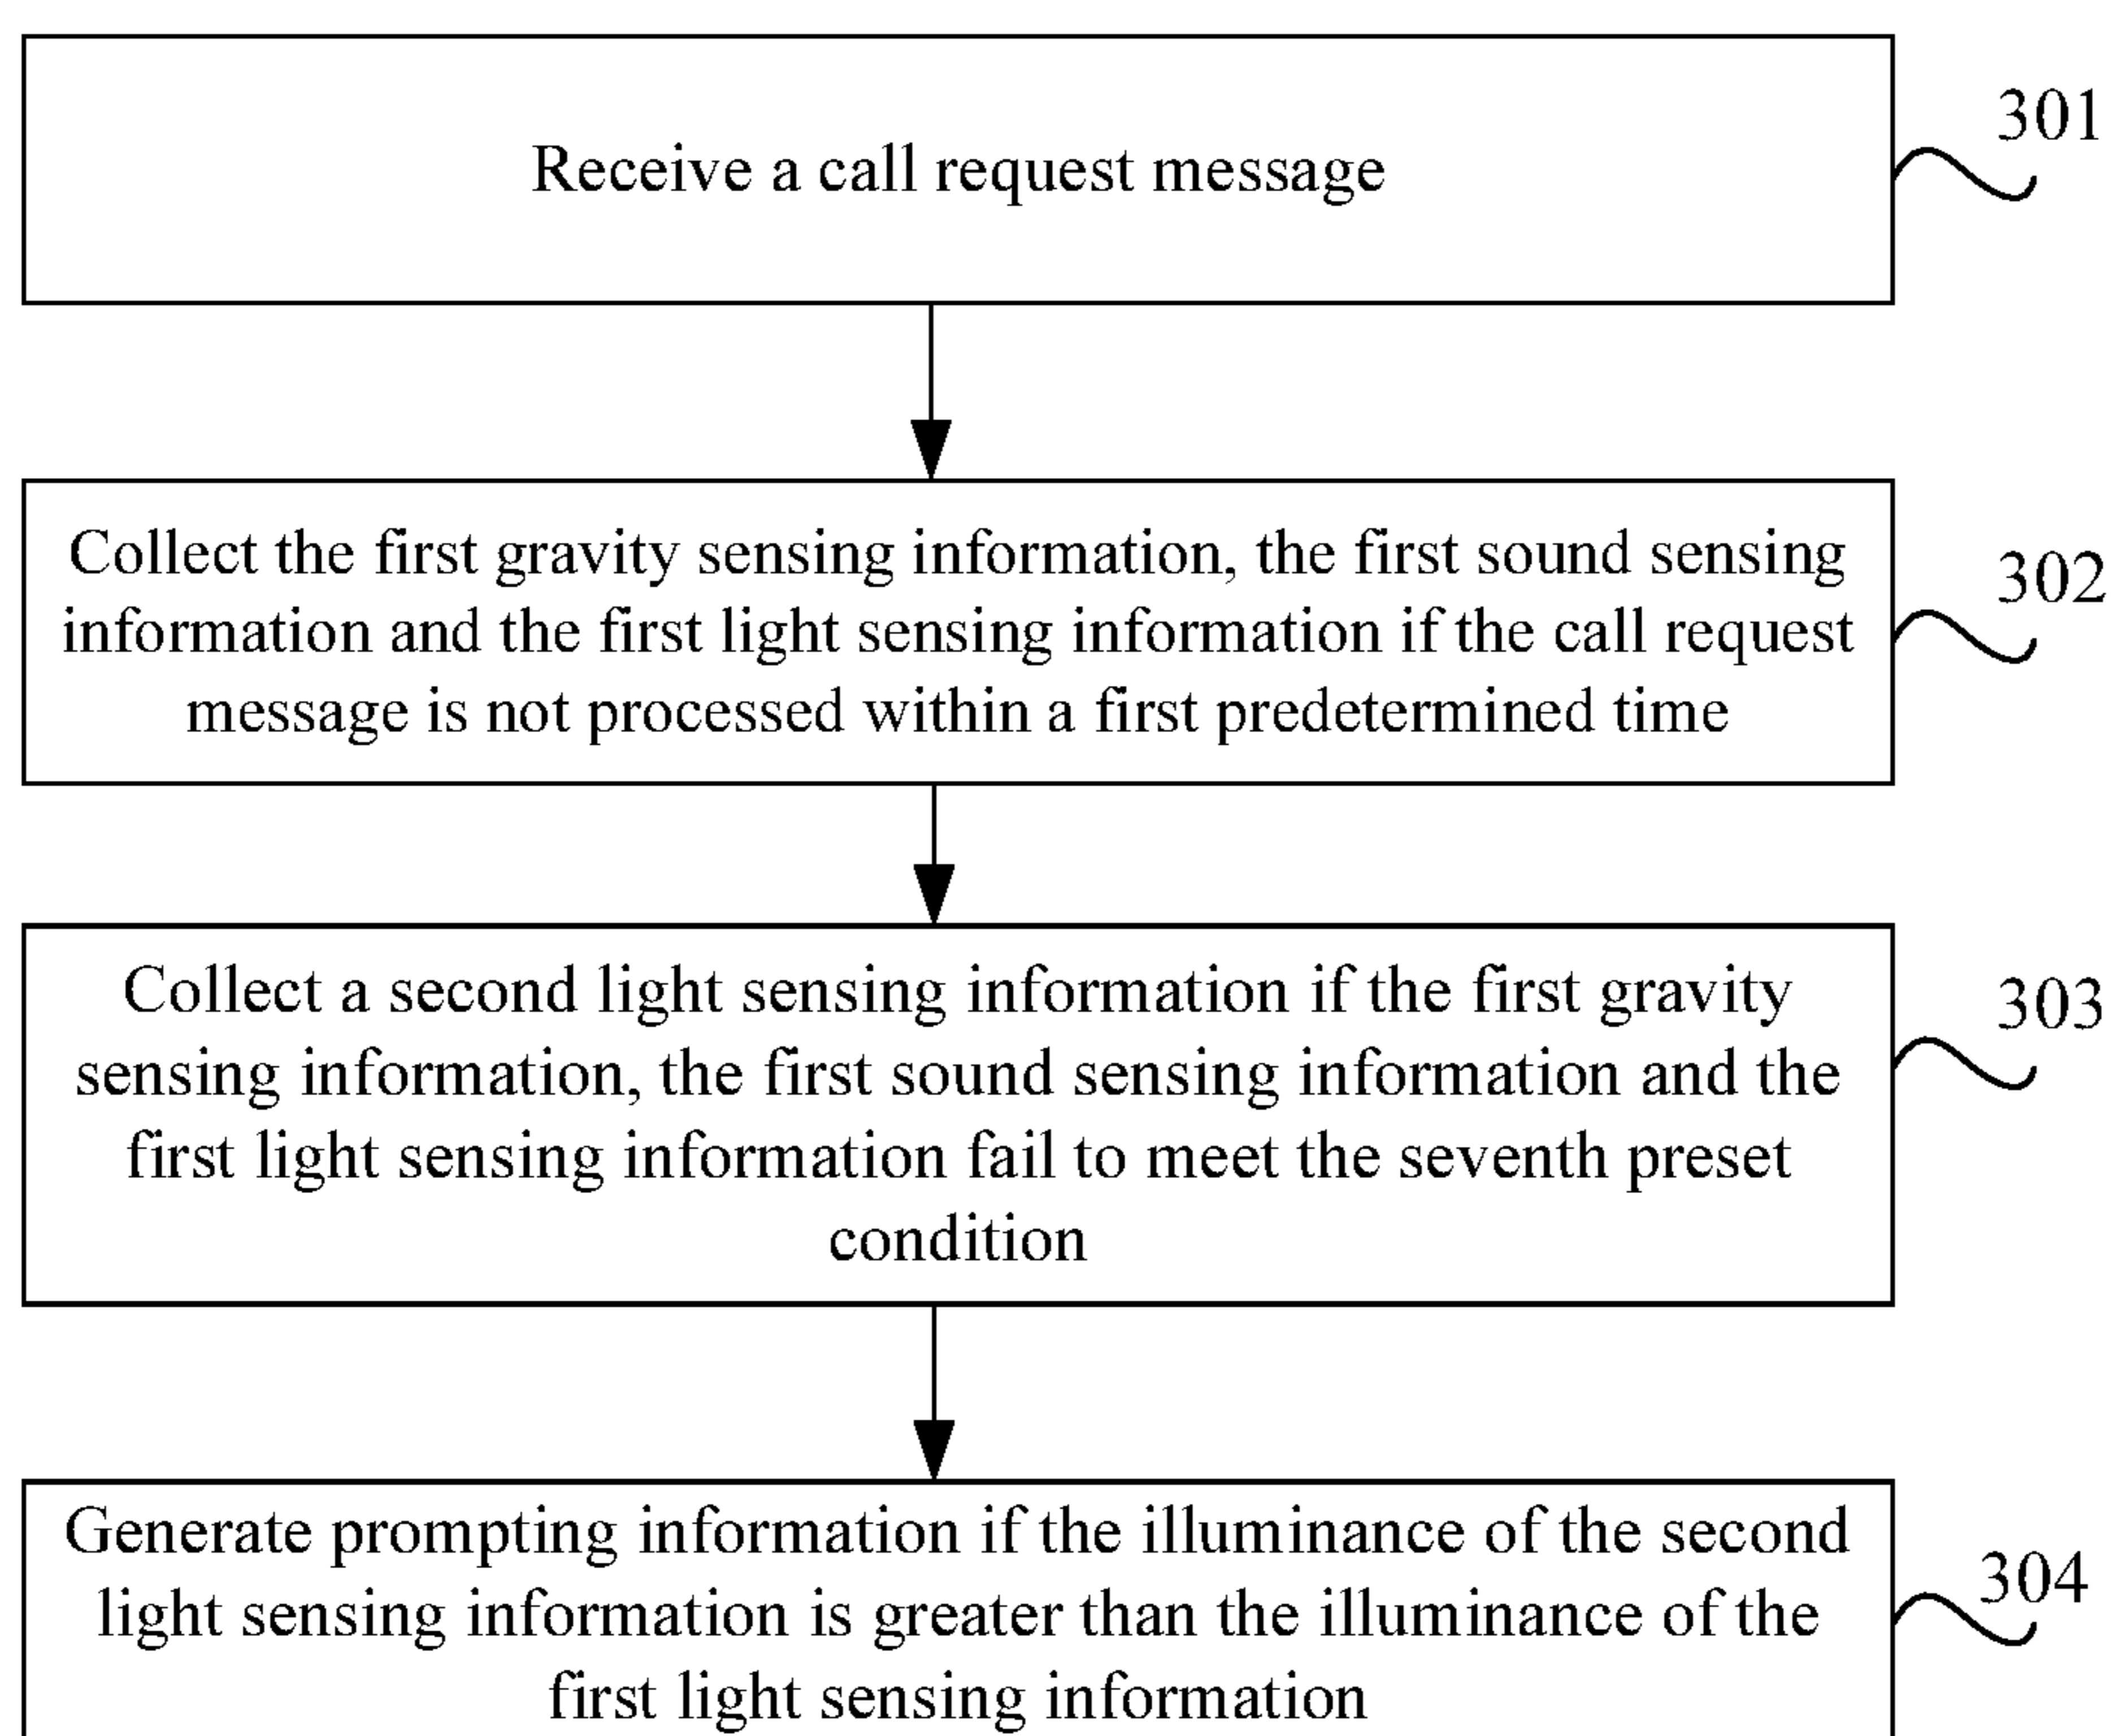 Receive a call request message
301
Collect the first gravity sensing information, the first sound sensing
information and the first light sensing information if the call request
message is not processed within a first predetermined time
302
Collect a second light sensing information if the first gravity
sensing information, the first sound sensing information and the
first light sensing information fail to meet the seventh preset
condition
303
Generate prompting information if the illuminance of the second
light sensing information is greater than the illuminance of the
first light sensing information
304